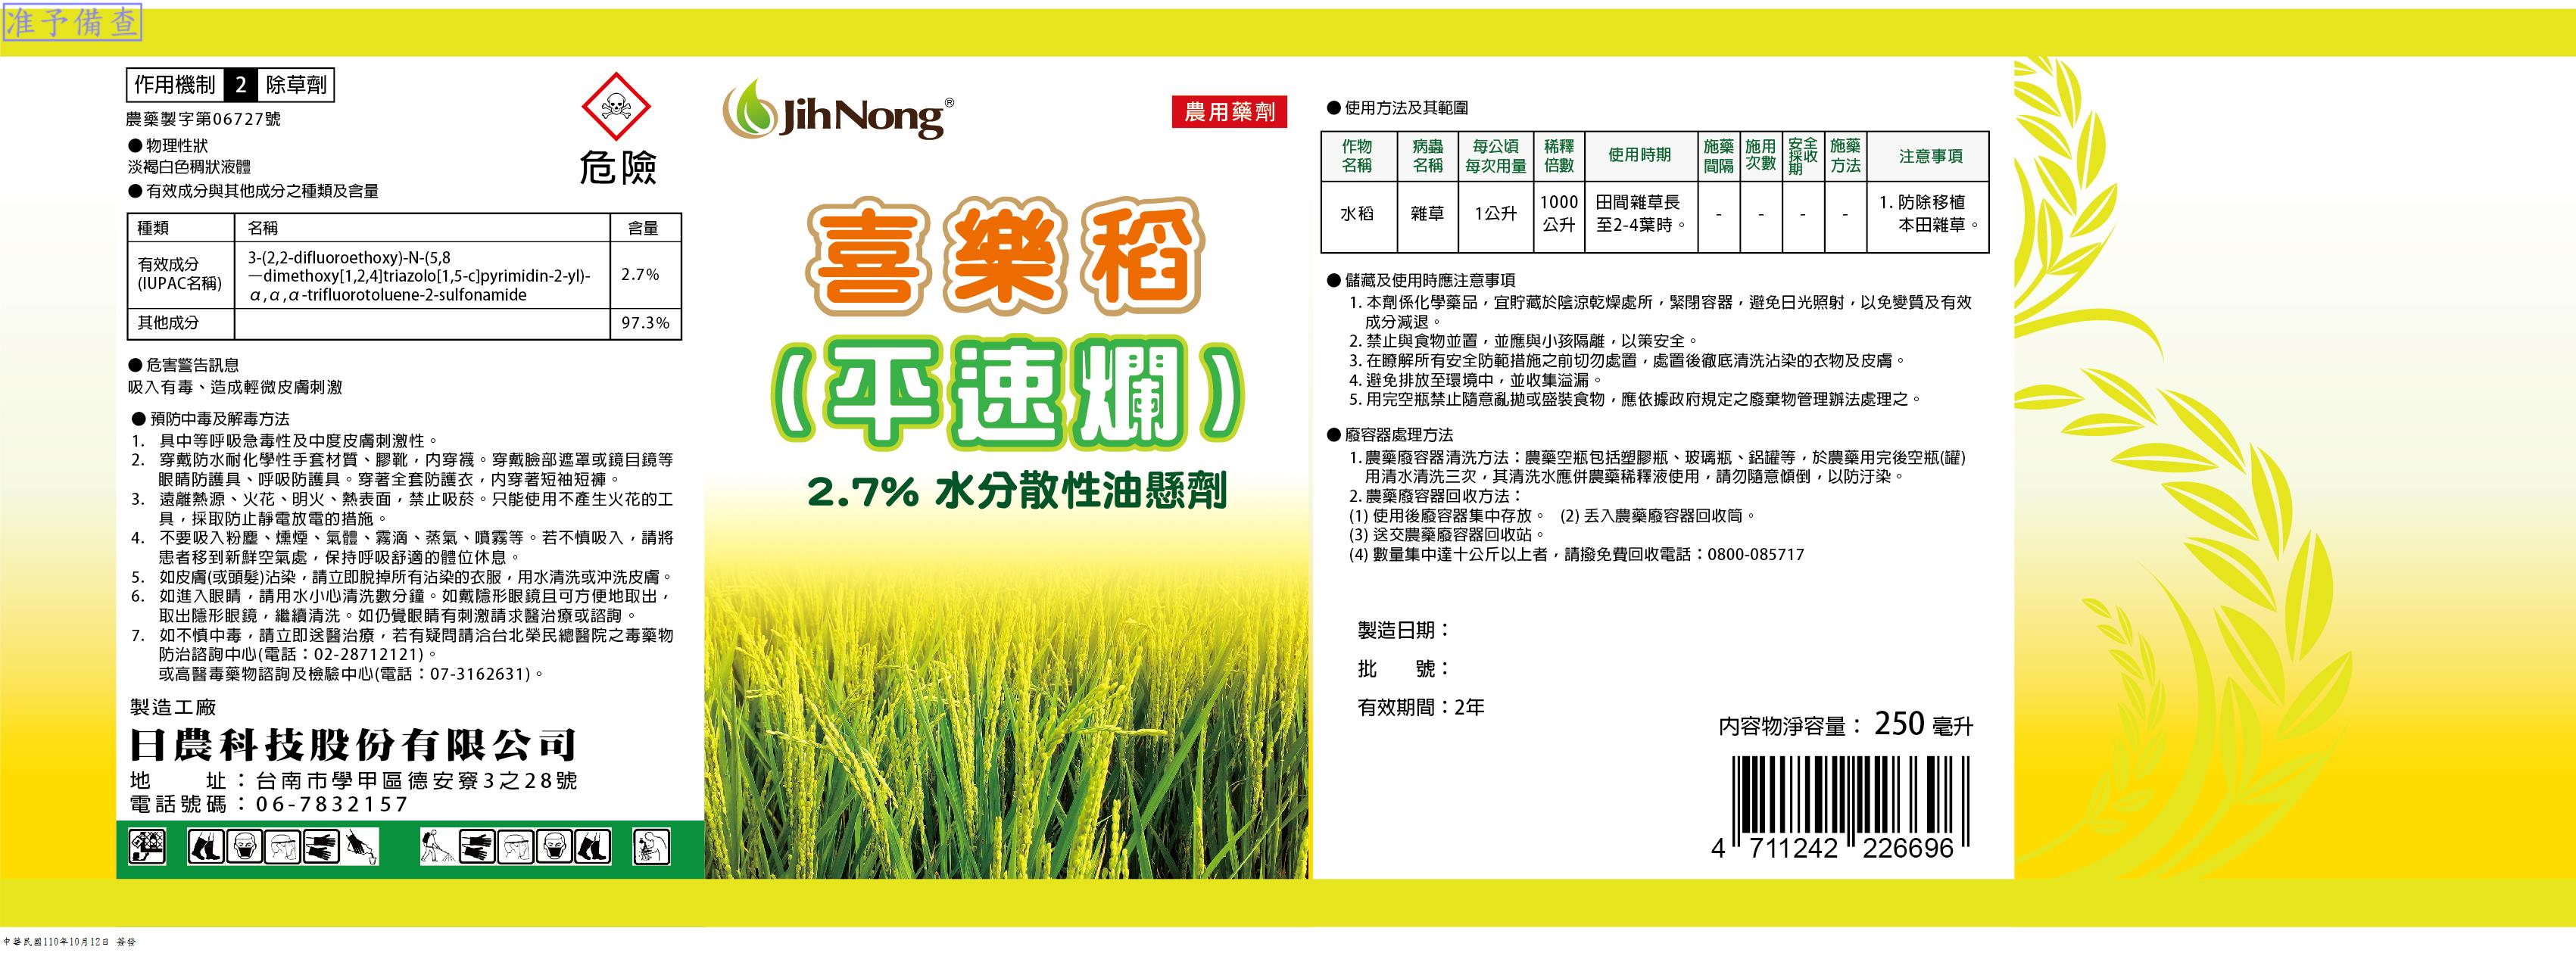 准予備查
作用機制 2 除草劑
農藥製字第06727號
● 物理性狀
淡褐白色稠狀液體
● 有效成分與其他成分之種類及含量
危險
種類 名稱 含量
有效成分
(IUPAC名稱)
3-(2,2-difluoroethoxy)-N-(5,8
—dimethoxy[1,2,4]triazolo[1,5-c]pyrimidin-2-yl)-
α,α,α-trifluorotoluene-2-sulfonamide
2.7%
其他成分 97.3%
● 危害警告訊息
吸入有毒、造成輕微皮膚刺激
● 預防中毒及解毒方法
1. 具中等呼吸急毒性及中度皮膚刺激性。
2. 穿戴防水耐化學性手套材質、膠靴，內穿襪。穿戴臉部遮罩或鏡目鏡等
眼睛防護具、呼吸防護具。穿著全套防護衣，內穿著短袖短褲。
3. 遠離熱源、火花、明火、熱表面，禁止吸菸。只能使用不產生火花的工
具，採取防止靜電放電的措施。
4. 不要吸入粉塵、燻煙、氣體、霧滴、蒸氣、噴霧等。若不慎吸入，請將
患者移到新鮮空氣處，保持呼吸舒適的體位休息。
5. 如皮膚(或頭髮)沾染，請立即脫掉所有沾染的衣服，用水清洗或沖洗皮膚。
6. 如進入眼睛，請用水小心清洗數分鐘。如戴隱形眼鏡且可方便地取出，
取出隱形眼鏡，繼續清洗。如仍覺眼睛有刺激請求醫治療或諮詢。
7. 如不慎中毒，請立即送醫治療，若有疑問請洽台北榮民總醫院之毒藥物
防治諮詢中心(電話：02-28712121)。
或高醫毒藥物諮詢及檢驗中心(電話：07-3162631)。
製造工廠
日農科技股份有限公司
地　　址：台南市學甲區德安寮3之28號
電話號碼：06-7832157
JihNong®
農用藥劑
喜樂稻
(平速爛)
2.7% 水分散性油懸劑
● 使用方法及其範圍
作物名稱 病蟲名稱 每公頃每次用量 稀釋倍數 使用時期 施藥間隔 施用次數 安全採收期 施藥方法 注意事項
水稻 雜草 1公升 1000公升 田間雜草長至2-4葉時。 - - - - 1. 防除移植本田雜草。
● 儲藏及使用時應注意事項
1. 本劑係化學藥品，宜貯藏於陰涼乾燥處所，緊閉容器，避免日光照射，以免變質及有效
成分減退。
2. 禁止與食物並置，並應與小孩隔離，以策安全。
3. 在瞭解所有安全防範措施之前切勿處置，處置後徹底清洗沾染的衣物及皮膚。
4. 避免排放至環境中，並收集溢漏。
5. 用完空瓶禁止隨意亂拋或盛裝食物，應依據政府規定之廢棄物管理辦法處理之。
● 廢容器處理方法
1. 農藥廢容器清洗方法：農藥空瓶包括塑膠瓶、玻璃瓶、鋁罐等，於農藥用完後空瓶(罐)
用清水清洗三次，其清洗水應併農藥稀釋液使用，請勿隨意傾倒，以防汙染。
2. 農藥廢容器回收方法：
(1) 使用後廢容器集中存放。 (2) 丟入農藥廢容器回收筒。
(3) 送交農藥廢容器回收站。
(4) 數量集中達十公斤以上者，請撥免費回收電話：0800-085717
製造日期：
批　　號：
有效期間：2年
內容物淨容量： 250 毫升
4 711242 226696
中華民國110年10月12日 簽發